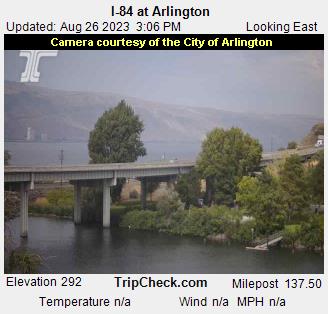 I-84 at Arlington
Updated: Aug 26 2023 3:06 PM Looking East
Camera courtesy of the City of Arlington
Elevation 292 TripCheck.com Milepost 137.50
Temperature n/a Wind n/a MPH n/a